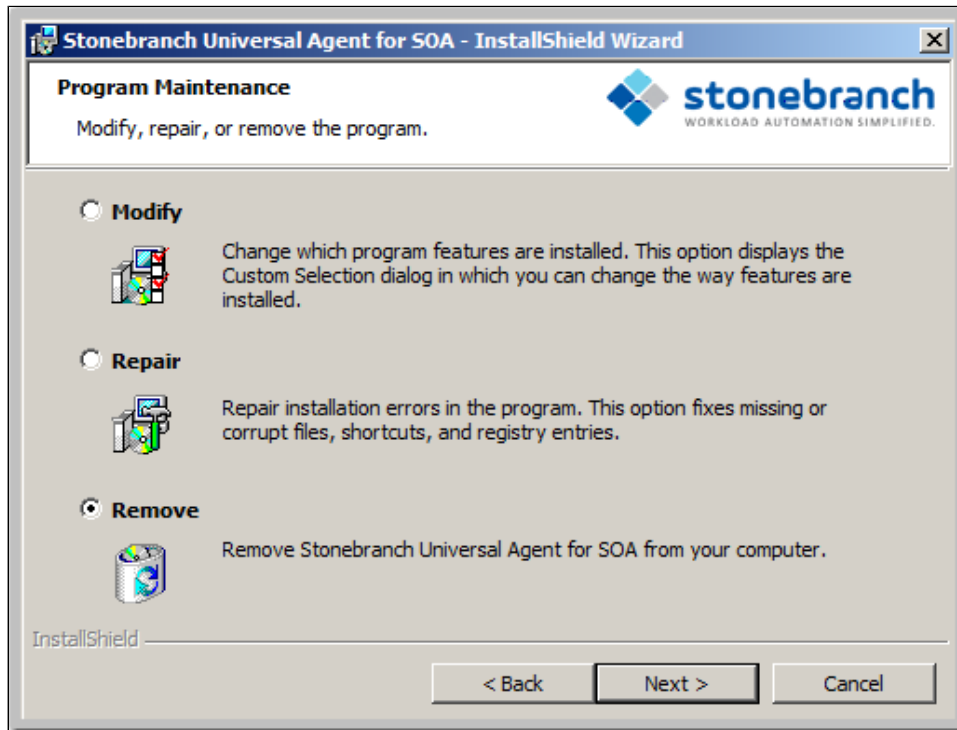 Stonebranch Universal Agent for SOA - InstallShield Wizard
Program Maintenance
Modify, repair, or remove the program.
stonebranch
WORKLOAD AUTOMATION SIMPLIFIED.
Modify
Change which program features are installed. This option displays the
Custom Selection dialog in which you can change the way features are
installed.
Repair
Repair installation errors in the program. This option fixes missing or
corrupt files, shortcuts, and registry entries.
Remove
Remove Stonebranch Universal Agent for SOA from your computer.
InstallShield
< Back
Next >
Cancel